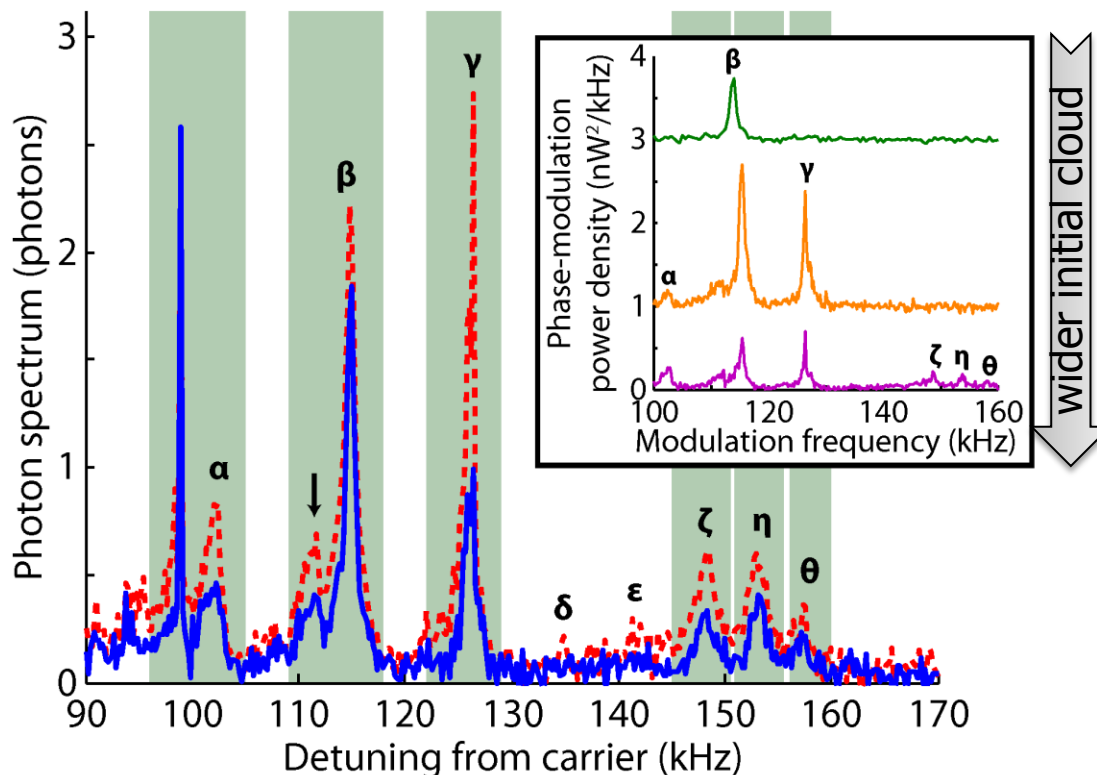 3
2
1
0
Photon spectrum (photons)
α
β
γ
δ
ε
ζ
η
θ
90 100 110 120 130 140 150 160 170
Detuning from carrier (kHz)
Phase-modulation
power density (nW²/kHz)
4
3
2
1
0
β
γ
α
ζ η θ
100 120 140 160
Modulation frequency (kHz)
wider initial cloud